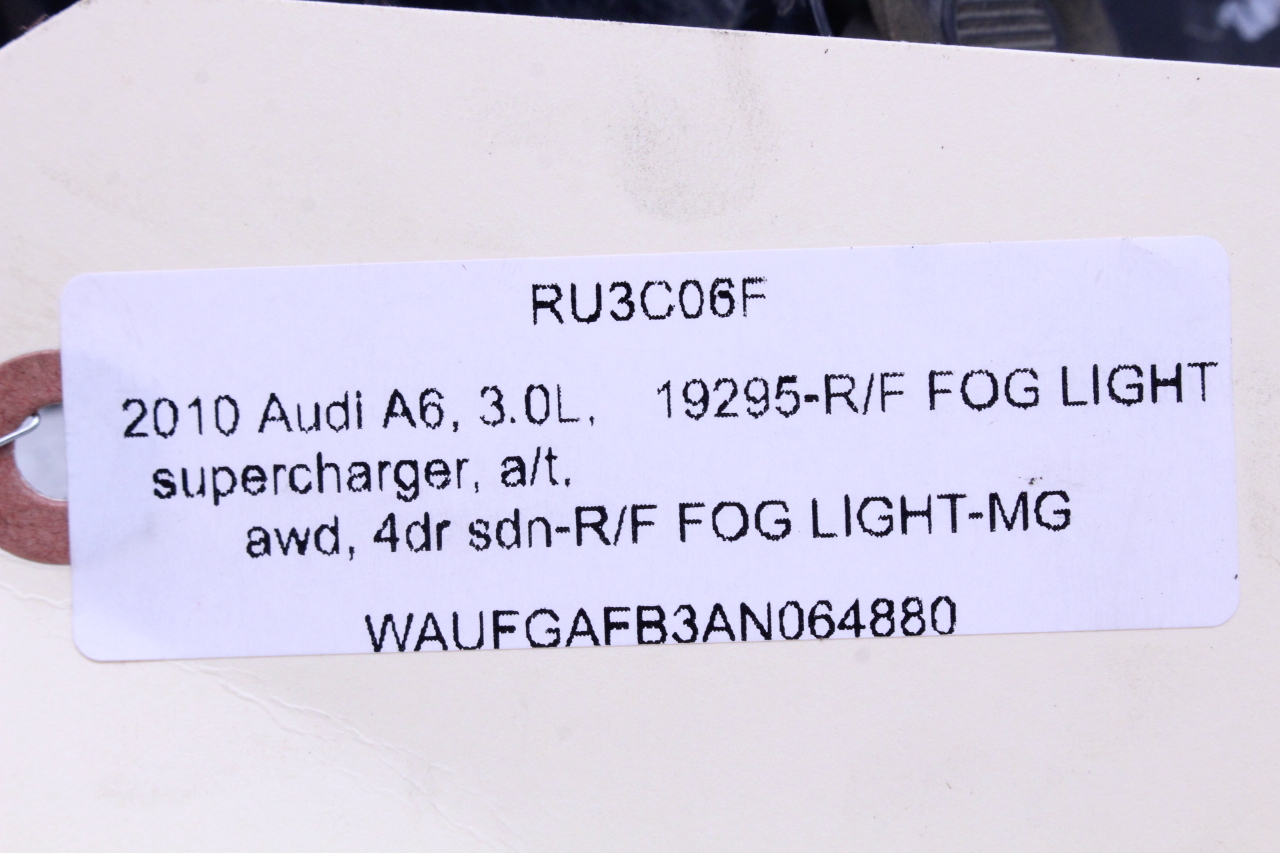 RU3C06F
2010 Audi A6, 3.0L, 19295-R/F FOG LIGHT
supercharger, a/t.
awd, 4dr sdn-R/F FOG LIGHT-MG
WAUFGAFB3AN064880